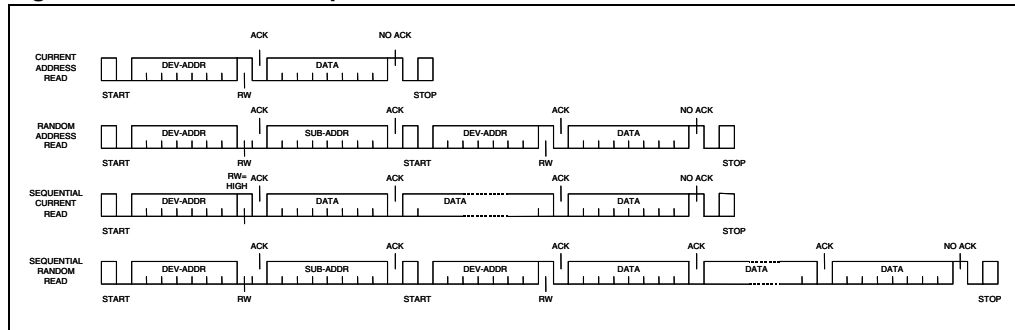 ACK NO ACK
CURRENT
ADDRESS
READ
DEV-ADDR DATA
START RW STOP
ACK ACK ACK NO ACK
RANDOM
ADDRESS
READ
DEV-ADDR SUB-ADDR DEV-ADDR DATA
START RW START RW STOP
RW=
HIGH
ACK ACK ACK NO ACK
SEQUENTIAL
CURRENT
READ
DEV-ADDR DATA DATA DATA
START STOP
ACK ACK ACK ACK ACK NO ACK
SEQUENTIAL
RANDOM
READ
DEV-ADDR SUB-ADDR DEV-ADDR DATA DATA DATA
START RW START RW STOP